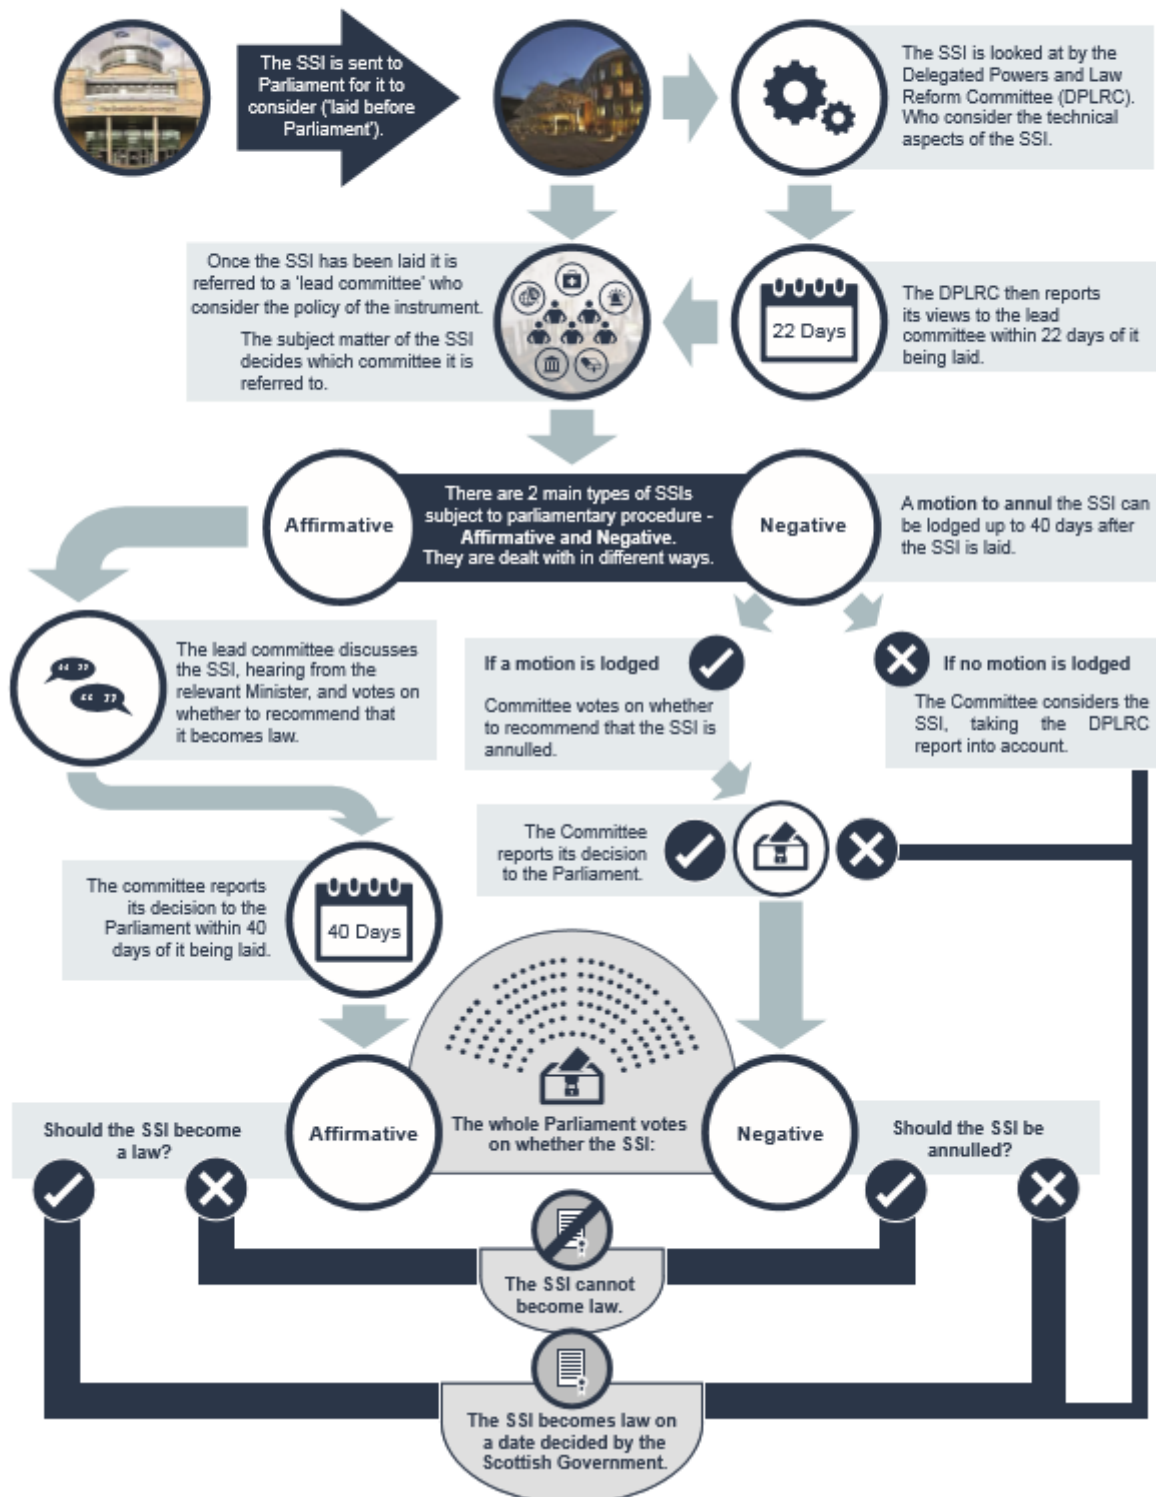 The SSI is sent to
Parliament for it to
consider ('laid before
Parliament').
The SSI is looked at by the
Delegated Powers and Law
Reform Committee (DPLRC).
Who consider the technical
aspects of the SSI.
Once the SSI has been laid it is
referred to a 'lead committee' who
consider the policy of the instrument.
The subject matter of the SSI
decides which committee it is
referred to.
22 Days
The DPLRC then reports
its views to the lead
committee within 22 days of it
being laid.
Affirmative
There are 2 main types of SSIs
subject to parliamentary procedure -
Affirmative and Negative.
They are dealt with in different ways.
Negative
A motion to annul the SSI can
be lodged up to 40 days after
the SSI is laid.
The lead committee discusses
the SSI, hearing from the
relevant Minister, and votes on
whether to recommend that
it becomes law.
If a motion is lodged
Committee votes on whether
to recommend that the SSI is
annulled.
If no motion is lodged
The Committee considers the
SSI, taking the DPLRC
report into account.
The Committee
reports its decision
to the Parliament.
The committee reports
its decision to the
Parliament within 40
days of it being laid.
40 Days
Should the SSI become
a law?
Affirmative
The whole Parliament votes
on whether the SSI:
Negative
Should the SSI be
annulled?
The SSI cannot
become law.
The SSI becomes law on
a date decided by the
Scottish Government.